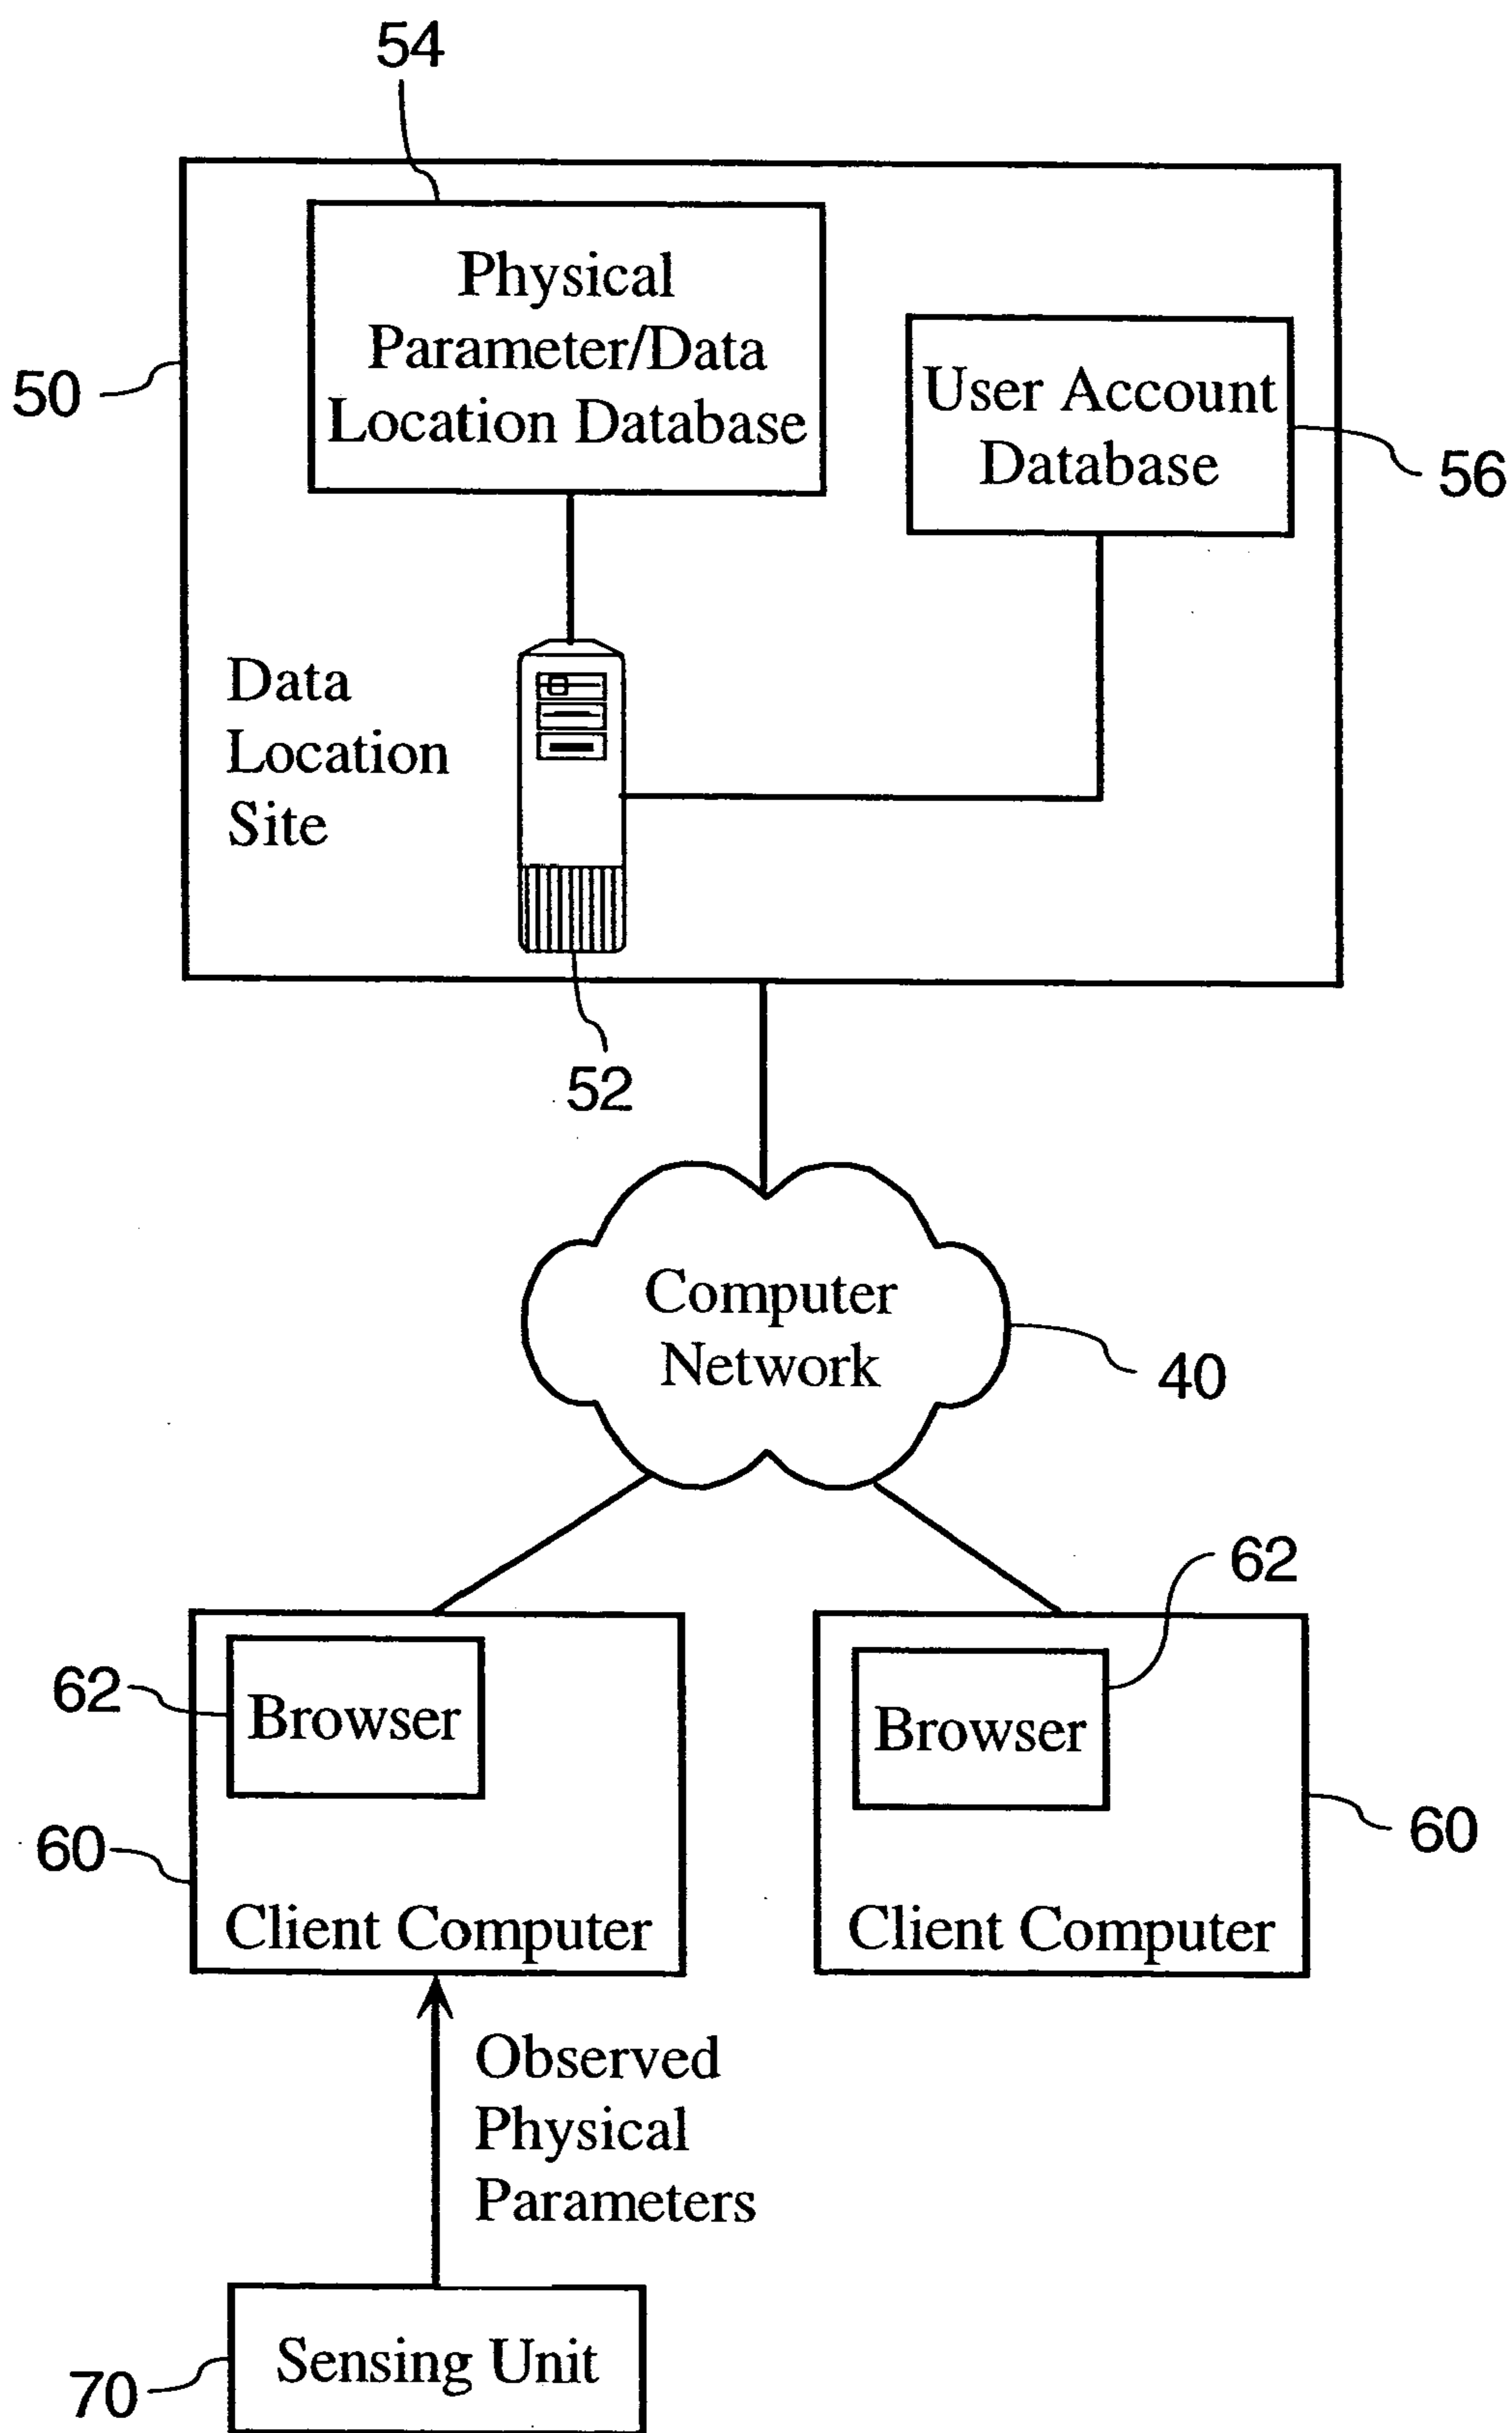 54
Physical
Parameter/Data
Location Database
50
User Account
Database
56
Data
Location
Site
52
Computer
Network
40
62
62
Browser
Browser
60
60
Client Computer
Client Computer
Observed
Physical
Parameters
70
Sensing Unit